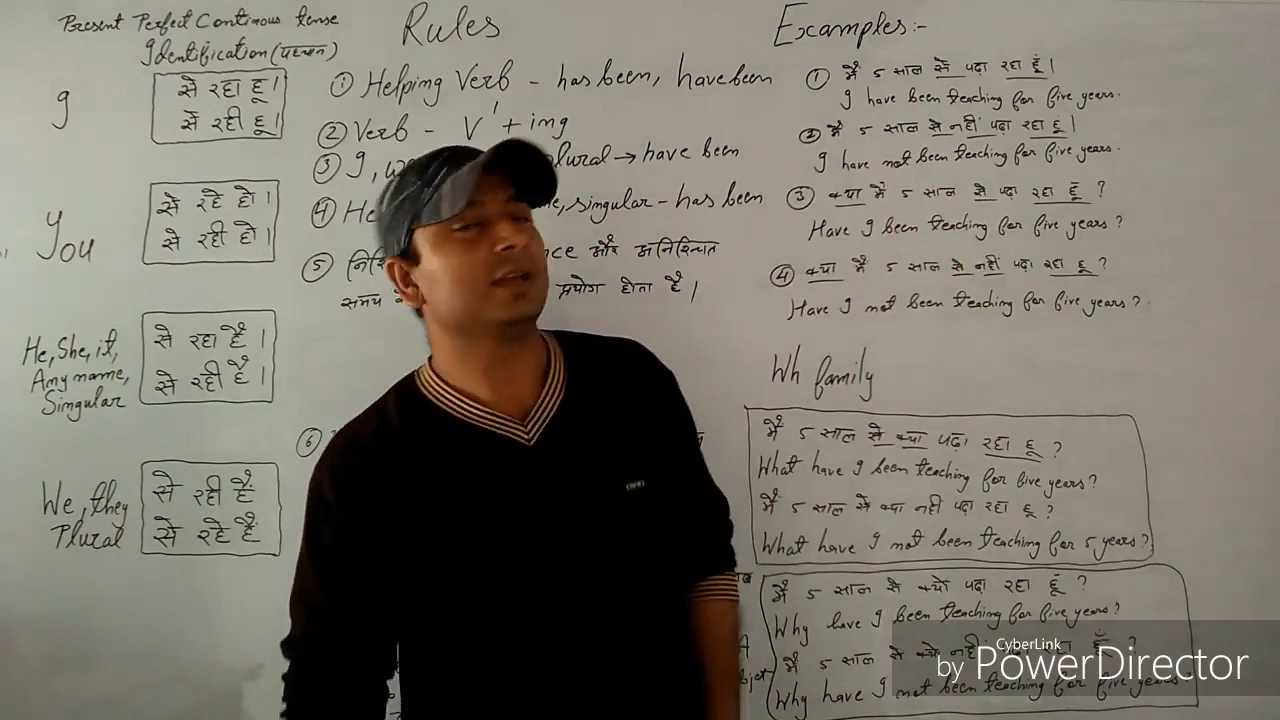 Present Perfect Continuous tense
Identification (पहचान)
I
से रहा हू।
से रही हू।
You
से रहे हो।
से रही हो।
He, She, it,
Any name,
Singular
से रहा है।
से रही है।
We, they
Plural
से रही हैं
से रहे हैं
Rules
① Helping Verb - has been, have been
② Verb - V' + ing
③ I, plural → have been
④ He singular - has been
⑤ और अनिश्चित
समय प्रयोग होता है।
⑥
Examples:-
① मैं 5 साल से पढ़ा रहा हूँ।
I have been teaching for five years.
② मैं 5 साल से नहीं पढ़ा रहा हू।
I have not been teaching for five years.
③ क्या मैं 5 साल से पढ़ा रहा हूँ ?
Have I been teaching for five years ?
④ क्या मैं 5 साल से नहीं पढ़ा रहा हू ?
Have I not been teaching for five years ?
Wh family
मैं 5 साल से क्या पढ़ा रहा हू ?
What have I been teaching for five years ?
मैं 5 साल से क्या नही पढ़ा रहा हू ?
What have I not been teaching for 5 years ?
मैं 5 साल से क्यो पढ़ा रहा हूँ ?
Why have I been teaching for five years ?
मैं 5 साल से क्यो नही पढ़ा रहा हूँ ?
Why have I not been teaching for five years ?
CyberLink
by PowerDirector